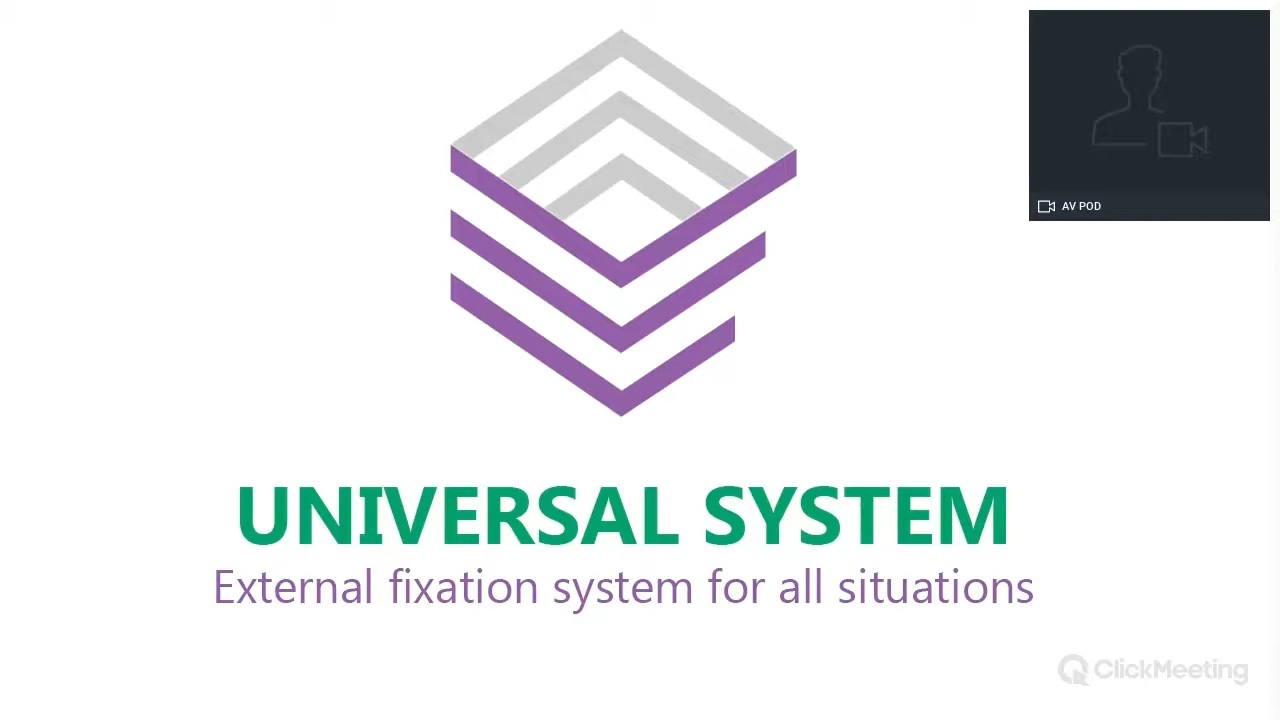 AV POD
UNIVERSAL SYSTEM
External fixation system for all situations
ClickMeeting